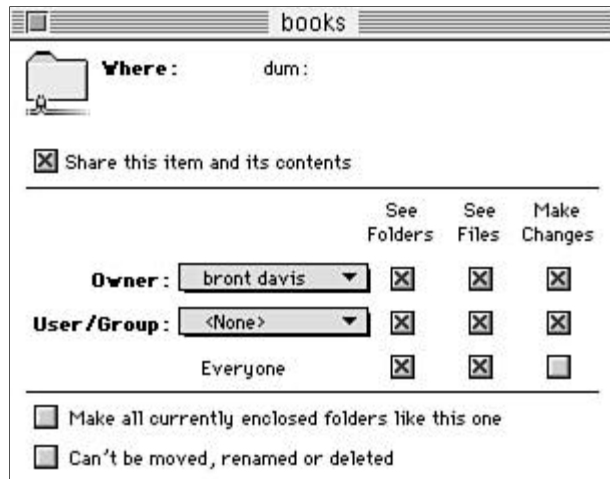 books
Where: dum:
Share this item and its contents
See See Make
Folders Files Changes
Owner: bront davis
User/Group: <None>
Everyone
Make all currently enclosed folders like this one
Can't be moved, renamed or deleted